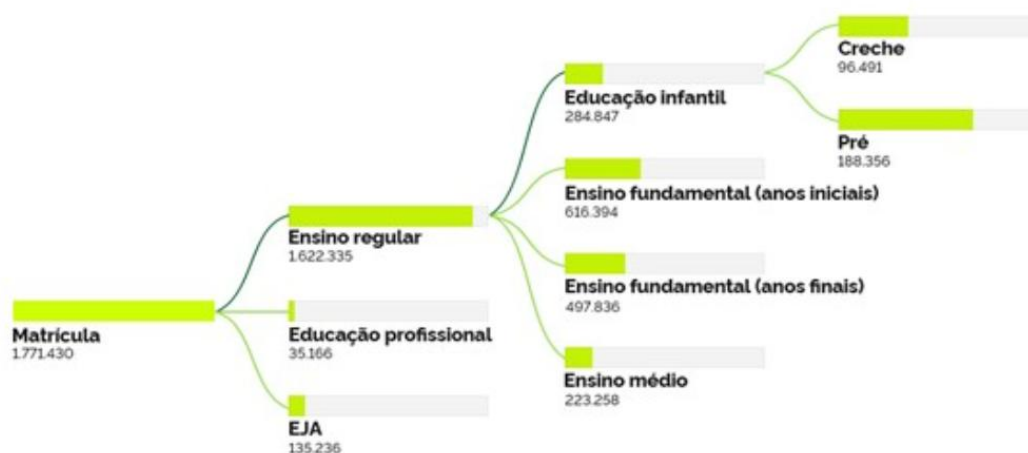 Matrícula
1.771.430
Ensino regular
1.622.335
Educação profissional
35.166
EJA
135.236
Educação infantil
284.847
Ensino fundamental (anos iniciais)
616.394
Ensino fundamental (anos finais)
497.836
Ensino médio
223.258
Creche
96.491
Pré
188.356